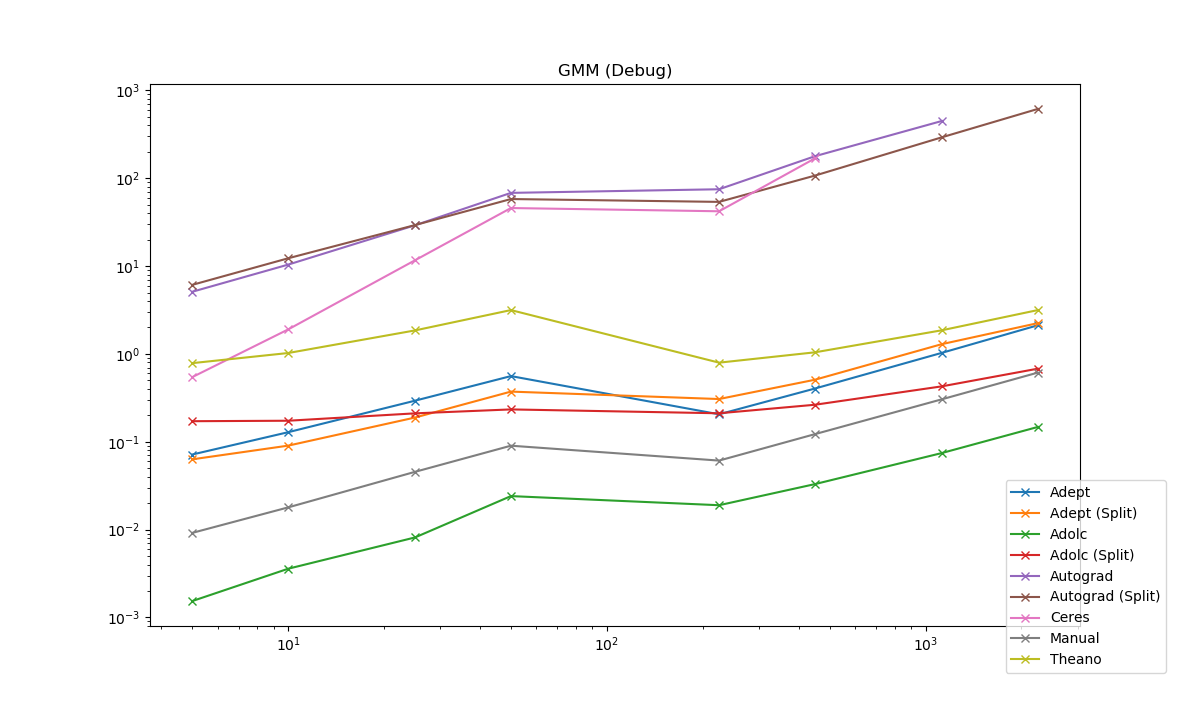 GMM (Debug)
10^3
10^2
10^1
10^0
10^-1
10^-2
10^-3
10^1
10^2
10^3
Adept
Adept (Split)
Adolc
Adolc (Split)
Autograd
Autograd (Split)
Ceres
Manual
Theano